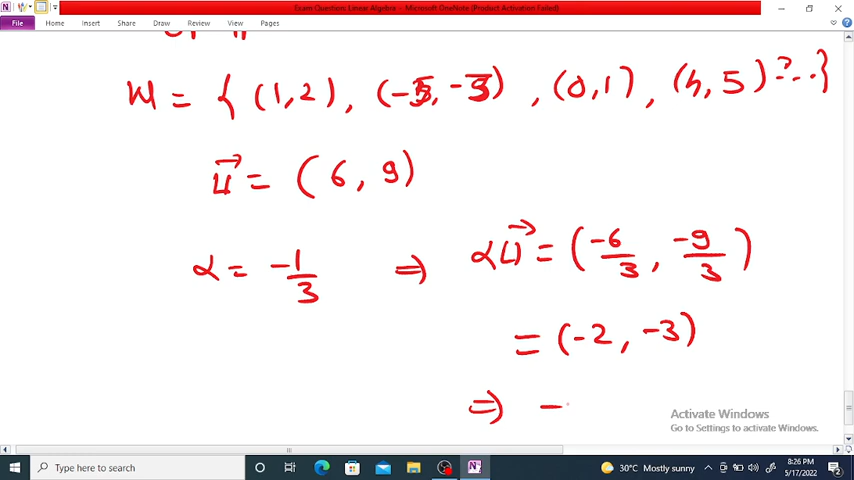 Exam Question: Linear Algebra - Microsoft OneNote (Product Activation Failed)
File Home Insert Share Draw Review View Pages
W = { (1,2), , (0,1), (4,5) ... }
u = (6, 9)
α = -1/3 ⇒ αu = (-6/3, -9/3)
= (-2, -3)
⇒ -
Activate Windows
Go to Settings to activate Windows.
Type here to search
30°C Mostly sunny
8:26 PM
5/17/2022